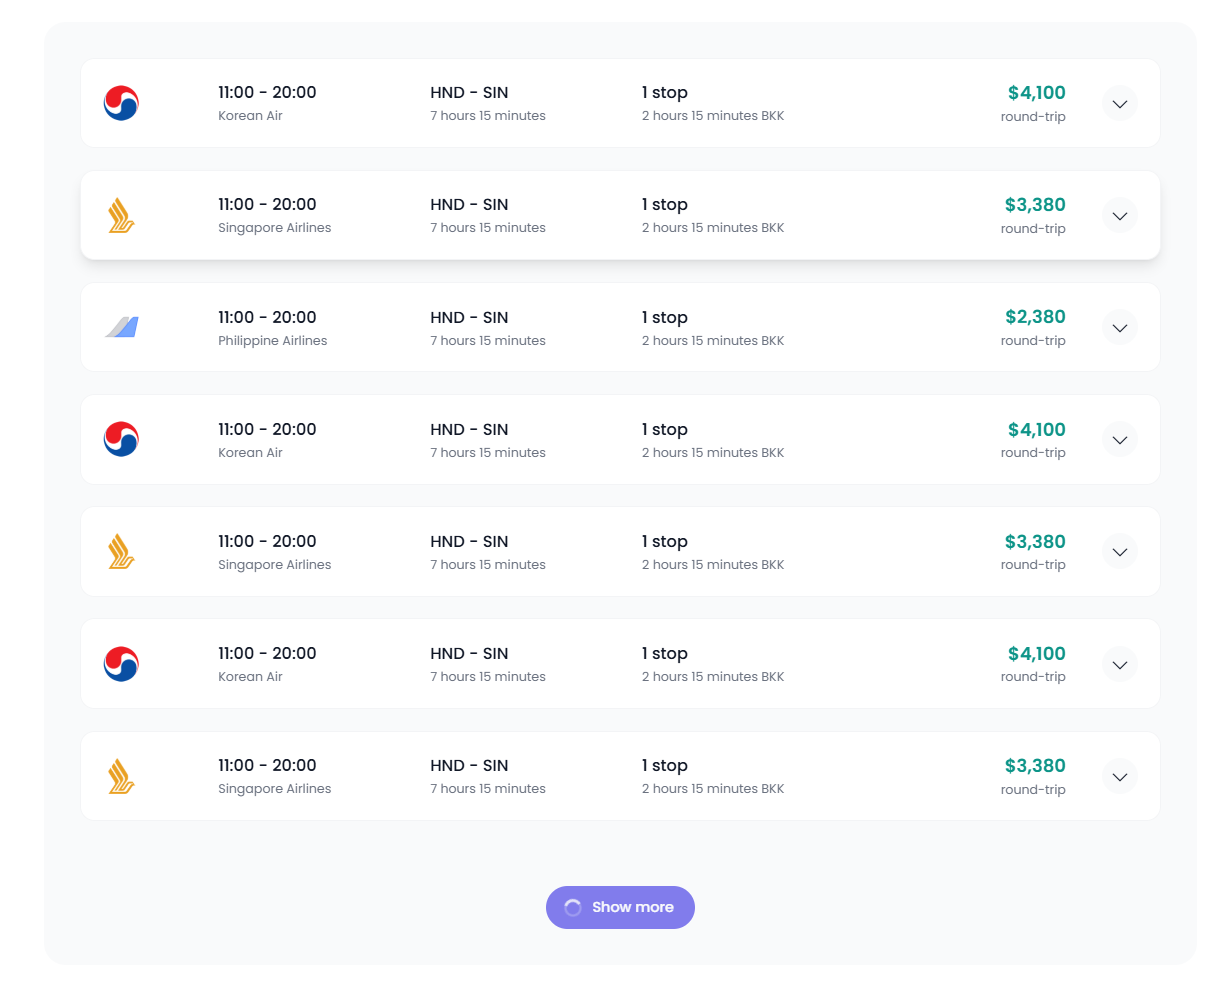 11:00 - 20:00 HND - SIN 1 stop $4,100
Korean Air 7 hours 15 minutes 2 hours 15 minutes BKK round-trip
11:00 - 20:00 HND - SIN 1 stop $3,380
Singapore Airlines 7 hours 15 minutes 2 hours 15 minutes BKK round-trip
11:00 - 20:00 HND - SIN 1 stop $2,380
Philippine Airlines 7 hours 15 minutes 2 hours 15 minutes BKK round-trip
11:00 - 20:00 HND - SIN 1 stop $4,100
Korean Air 7 hours 15 minutes 2 hours 15 minutes BKK round-trip
11:00 - 20:00 HND - SIN 1 stop $3,380
Singapore Airlines 7 hours 15 minutes 2 hours 15 minutes BKK round-trip
11:00 - 20:00 HND - SIN 1 stop $4,100
Korean Air 7 hours 15 minutes 2 hours 15 minutes BKK round-trip
11:00 - 20:00 HND - SIN 1 stop $3,380
Singapore Airlines 7 hours 15 minutes 2 hours 15 minutes BKK round-trip
Show more